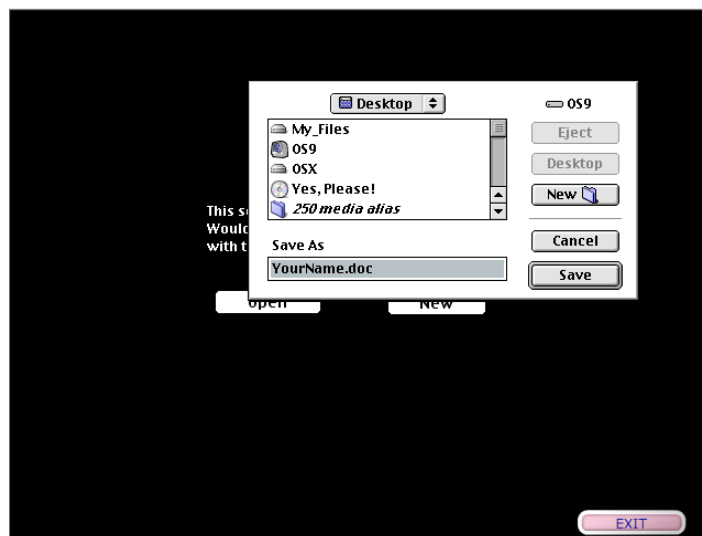 Desktop
OS9
My_Files
OS9
OSX
Yes, Please!
250 media alias
Eject
Desktop
New
This
Would
with
Save As
YourName.doc
Cancel
Save
Open
New
EXIT